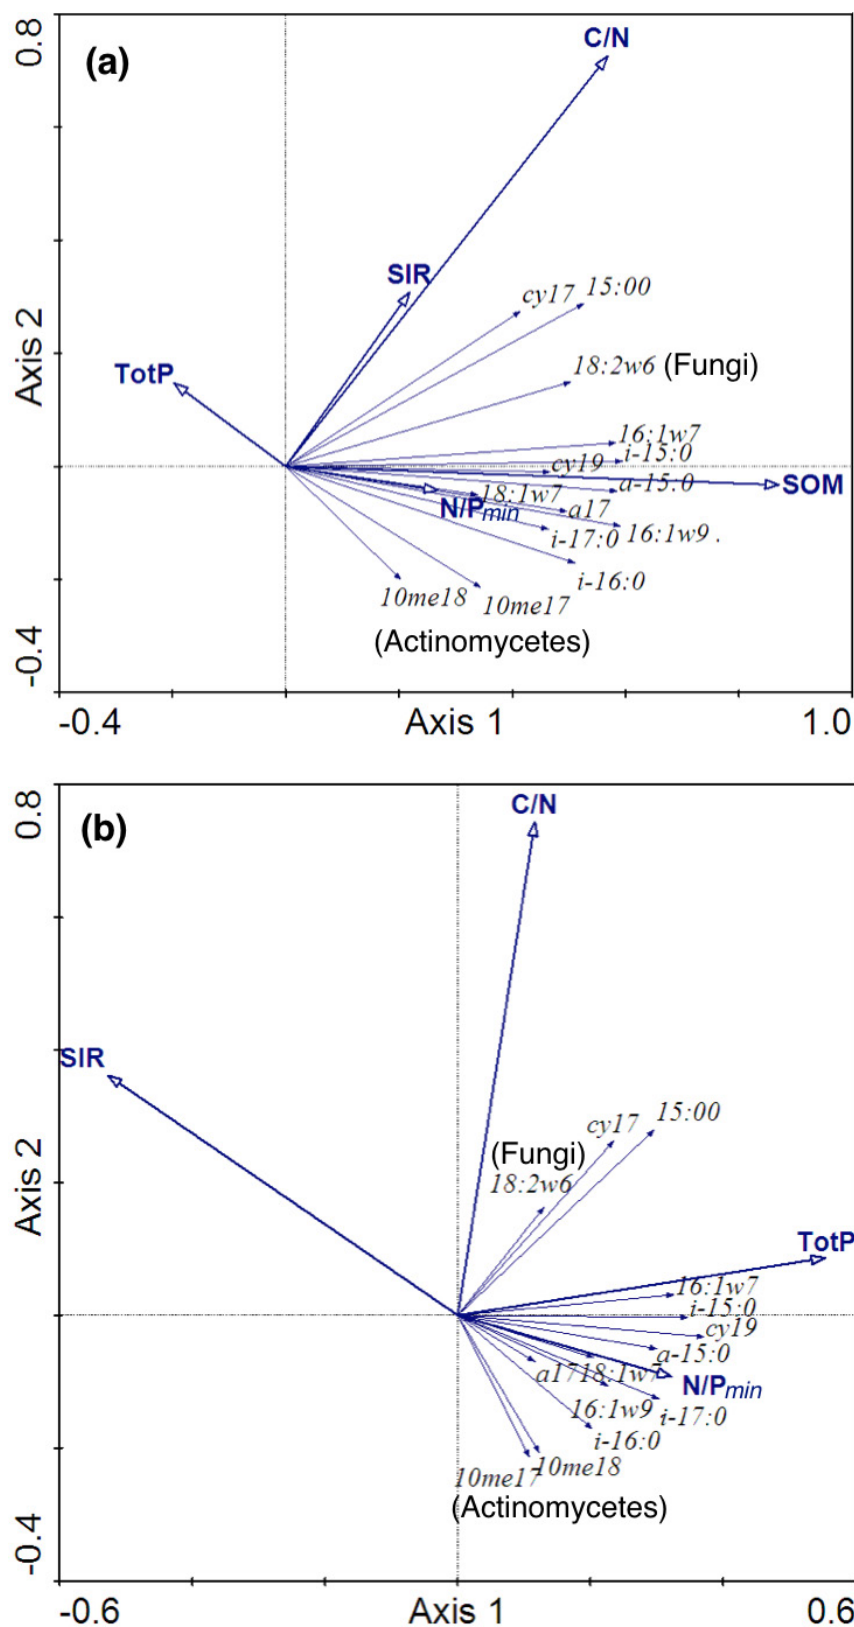 0.8
(a)
C/N
SIR
cy17 15:00
TotP
18:2w6 (Fungi)
Axis 2
16:1w7
i-15:0
cy19
a-15:0 SOM
18:1w7
N/Pmin a17
i-17:0 16:1w9 .
i-16:0
10me18 10me17
(Actinomycetes)
-0.4
-0.4 Axis 1 1.0
0.8
(b)
C/N
SIR
cy17 15:00
(Fungi)
18:2w6
Axis 2
TotP
16:1w7
i-15:0
cy19
a-15:0
a17 18:1w7 N/Pmin
16:1w9 i-17:0
i-16:0
10me17 10me18
(Actinomycetes)
-0.4
-0.6 Axis 1 0.6